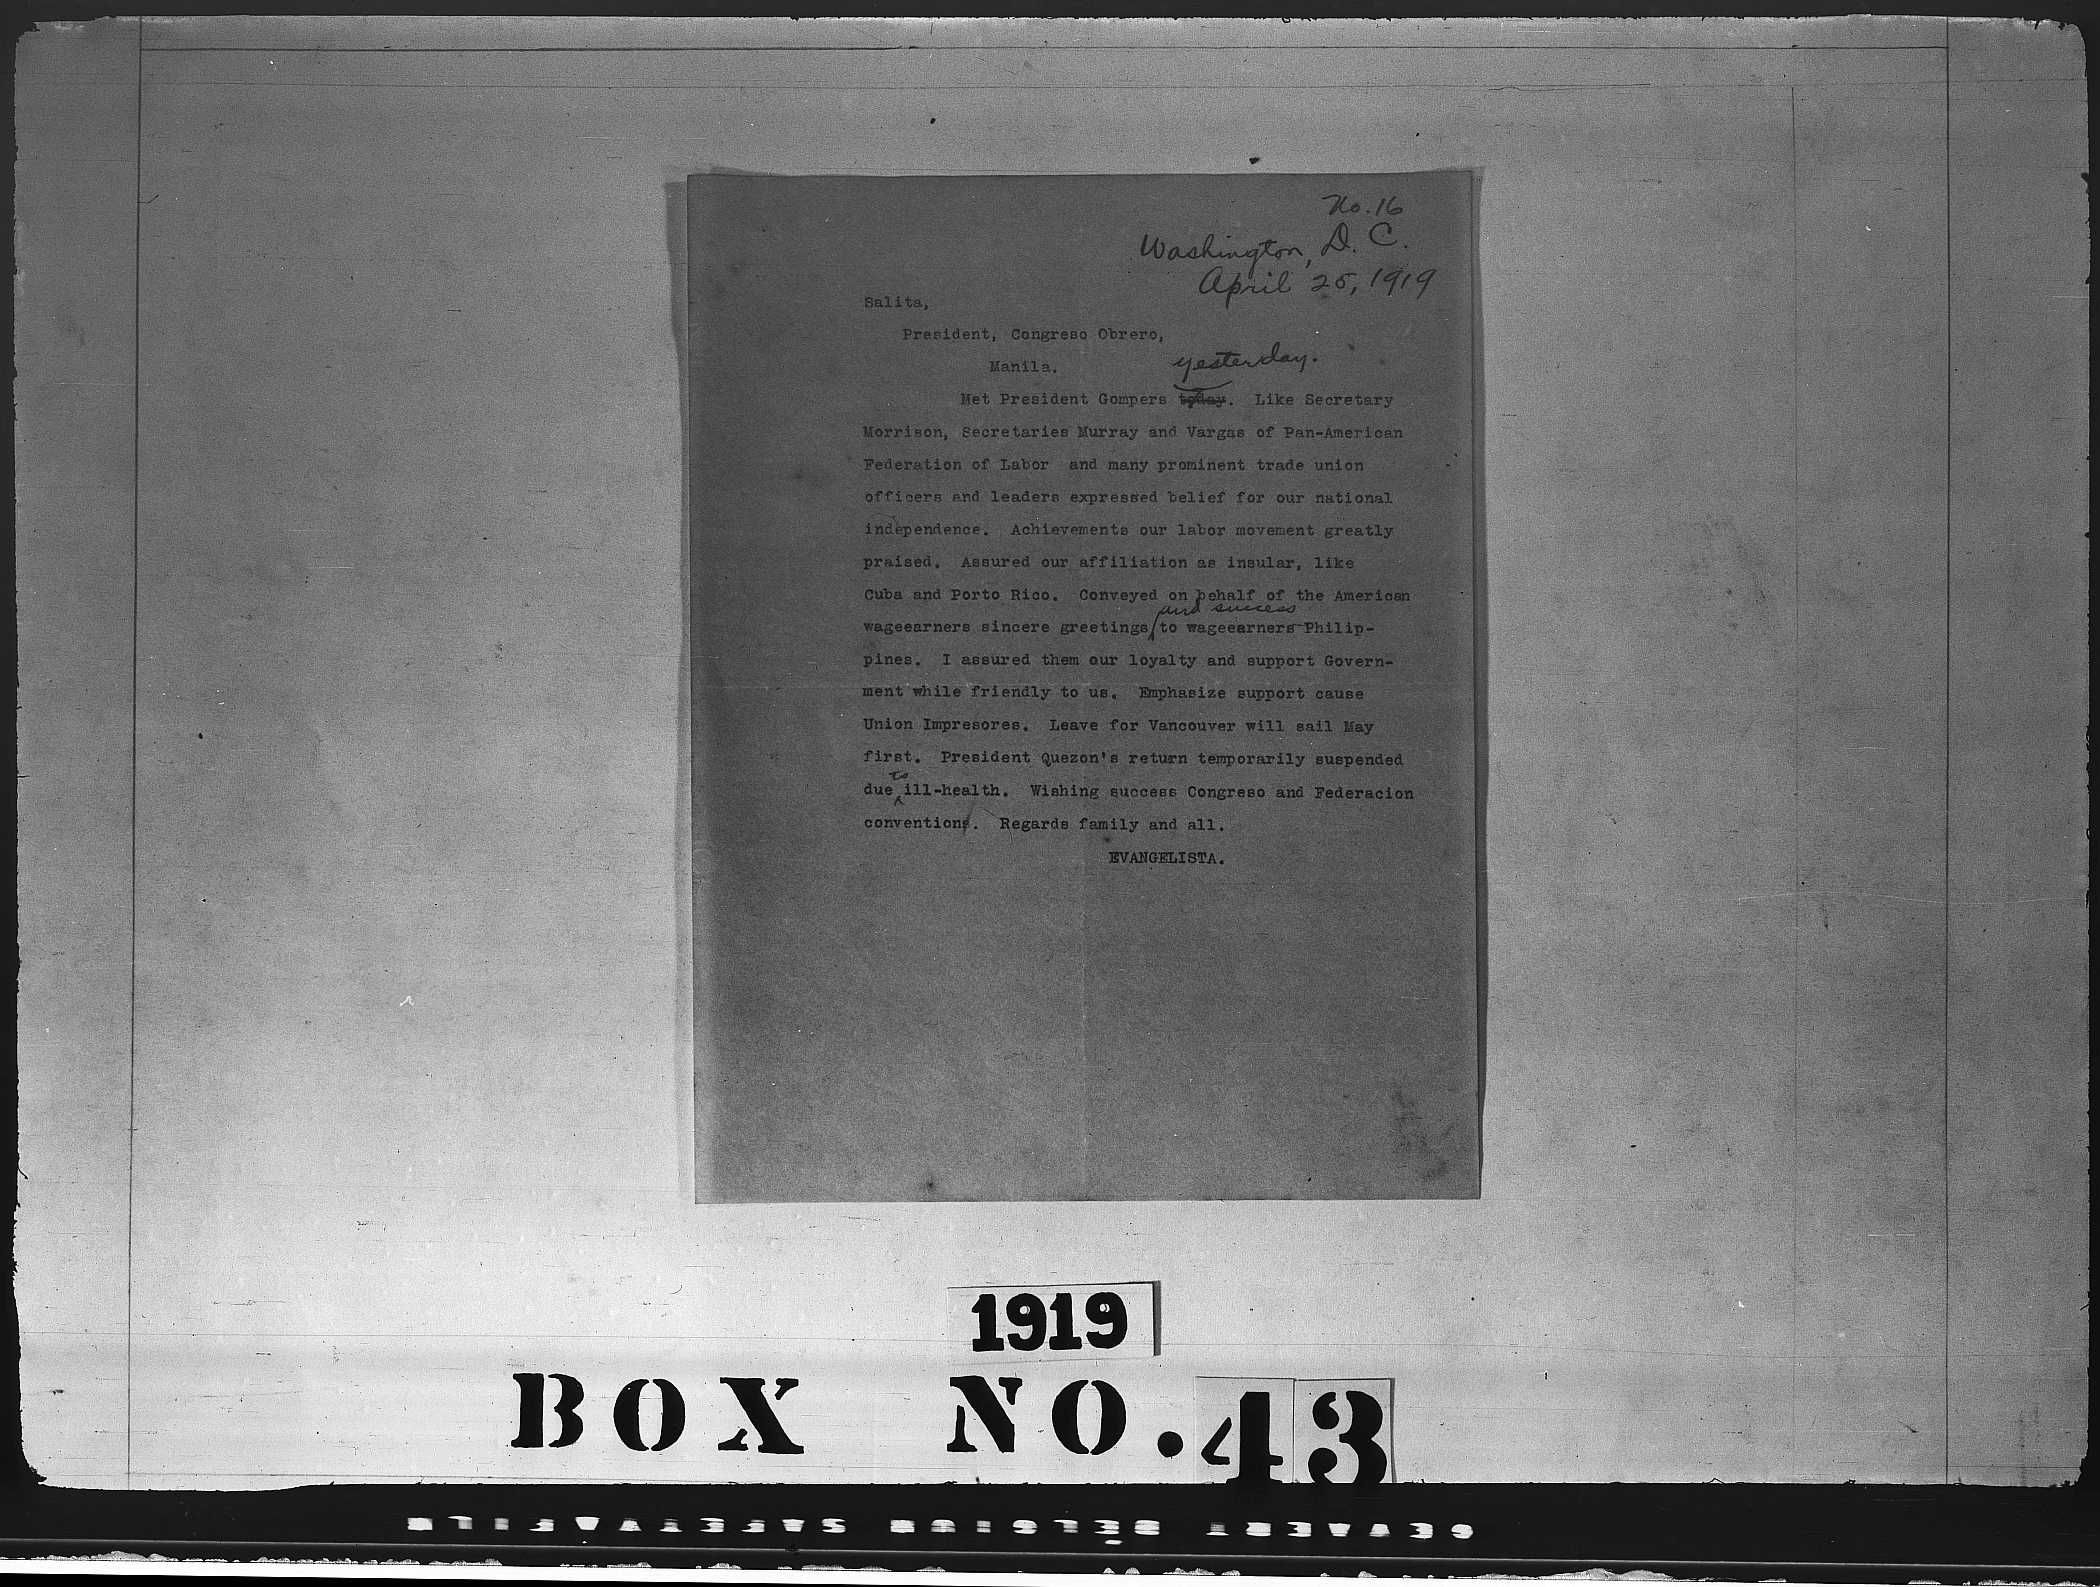 No. 16
Washington, D. C.
April 25, 1919
Salita,
President, Congreso Obrero,
Manila.
yesterday.
Met President Gompers today. Like Secretary
Morrison, Secretaries Murray and Vargas of Pan-American
Federation of Labor and many prominent trade union
officers and leaders expressed belief for our national
independence. Achievements our labor movement greatly
praised. Assured our affiliation as insular, like
Cuba and Porto Rico. Conveyed on behalf of the American
and success
wageearners sincere greetings to wageearners Philip-
pines. I assured them our loyalty and support Govern-
ment while friendly to us. Emphasize support cause
Union Impresores. Leave for Vancouver will sail May
first. President Quezon's return temporarily suspended
to
due ill-health. Wishing success Congreso and Federacion
conventions. Regards family and all.
EVANGELISTA.
1919
BOX NO. 43